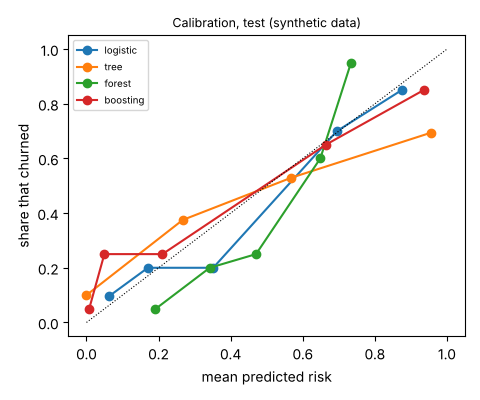 Calibration, test (synthetic data)
1.0
0.8
0.6
0.4
0.2
0.0
share that churned
logistic
tree
forest
boosting
0.0 0.2 0.4 0.6 0.8 1.0
mean predicted risk